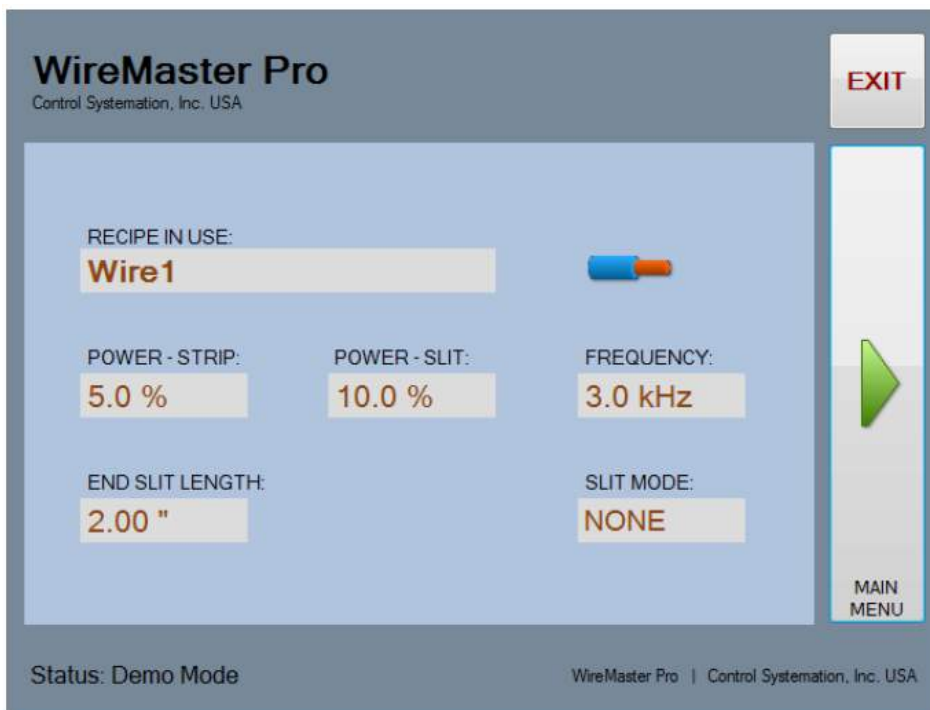 WireMaster Pro
Control Systemation, Inc. USA
EXIT
RECIPE IN USE:
Wire1
POWER - STRIP:
POWER - SLIT:
FREQUENCY:
5.0 %
10.0 %
3.0 kHz
END SLIT LENGTH:
SLIT MODE:
2.00 "
NONE
MAIN
MENU
Status: Demo Mode
WireMaster Pro | Control Systemation, Inc. USA